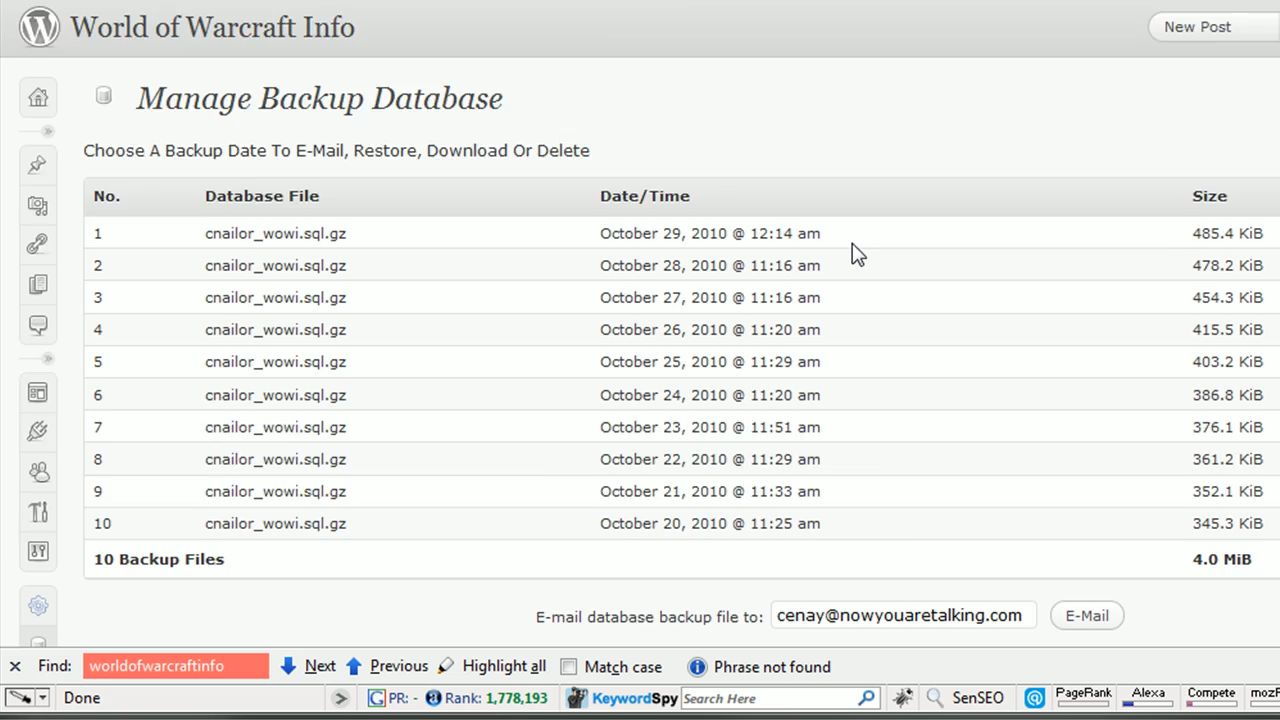 World of Warcraft Info
New Post
Manage Backup Database
Choose A Backup Date To E-Mail, Restore, Download Or Delete
No. Database File Date/Time Size
1 cnailor_wowi.sql.gz October 29, 2010 @ 12:14 am 485.4 KiB
2 cnailor_wowi.sql.gz October 28, 2010 @ 11:16 am 478.2 KiB
3 cnailor_wowi.sql.gz October 27, 2010 @ 11:16 am 454.3 KiB
4 cnailor_wowi.sql.gz October 26, 2010 @ 11:20 am 415.5 KiB
5 cnailor_wowi.sql.gz October 25, 2010 @ 11:29 am 403.2 KiB
6 cnailor_wowi.sql.gz October 24, 2010 @ 11:20 am 386.8 KiB
7 cnailor_wowi.sql.gz October 23, 2010 @ 11:51 am 376.1 KiB
8 cnailor_wowi.sql.gz October 22, 2010 @ 11:29 am 361.2 KiB
9 cnailor_wowi.sql.gz October 21, 2010 @ 11:33 am 352.1 KiB
10 cnailor_wowi.sql.gz October 20, 2010 @ 11:25 am 345.3 KiB
10 Backup Files 4.0 MiB
E-mail database backup file to: cenay@nowyouaretalking.com E-Mail
Find: worldofwarcraftinfo Next Previous Highlight all Match case Phrase not found
Done PR: - Rank: 1,778,193 KeywordSpy Search Here SenSEO PageRank Alexa Compete mozR